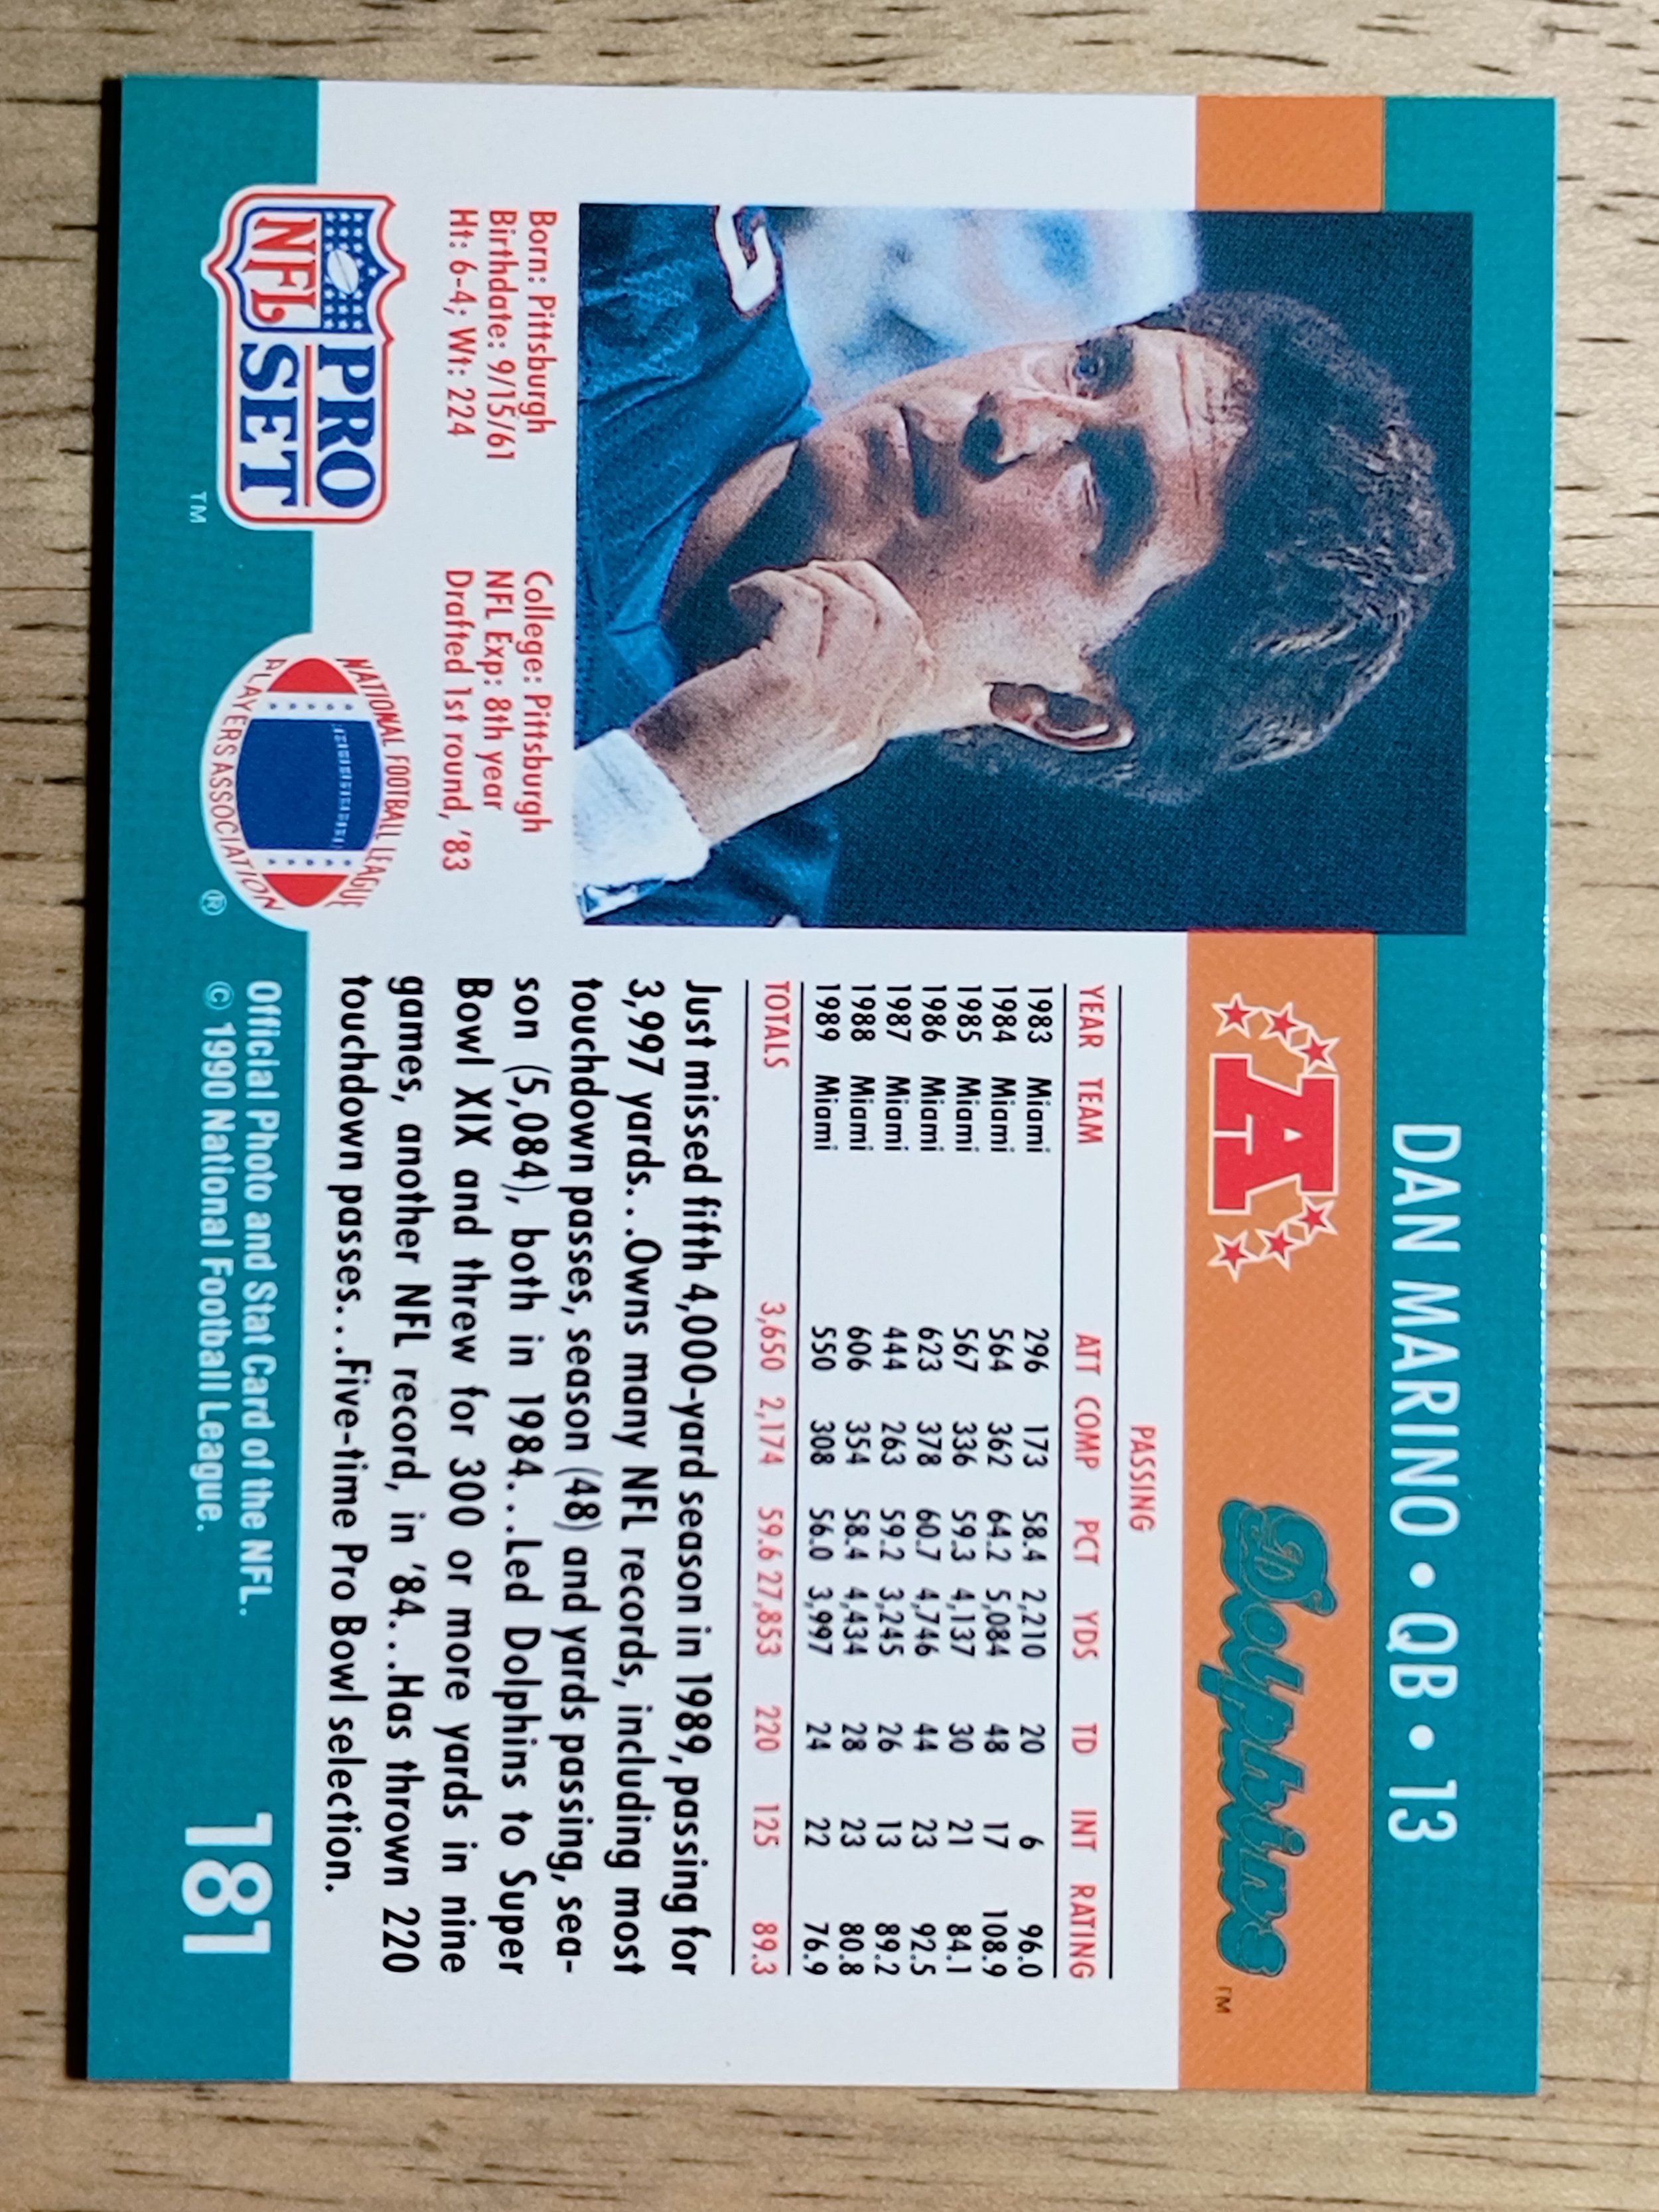 DAN MARINO • QB • 13
A
Dolphins ™
PASSING
YEAR TEAM ATT COMP PCT YDS TD INT RATING
1983 Miami 296 173 58.4 2,210 20 6 96.0
1984 Miami 564 362 64.2 5,084 48 17 108.9
1985 Miami 567 336 59.3 4,137 30 21 84.1
1986 Miami 623 378 60.7 4,746 44 23 92.5
1987 Miami 444 263 59.2 3,245 26 13 89.2
1988 Miami 606 354 58.4 4,434 28 23 80.8
1989 Miami 550 308 56.0 3,997 24 22 76.9
TOTALS 3,650 2,174 59.6 27,853 220 125 89.3
Just missed fifth 4,000-yard season in 1989, passing for
3,997 yards...Owns many NFL records, including most
touchdown passes, season (48) and yards passing, sea-
son (5,084), both in 1984...Led Dolphins to Super
Bowl XIX and threw for 300 or more yards in nine
games, another NFL record, in '84...Has thrown 220
touchdown passes...Five-time Pro Bowl selection.
Born: Pittsburgh
Birthdate: 9/15/61
Ht: 6-4; Wt: 224
College: Pittsburgh
NFL Exp: 8th year
Drafted 1st round, '83
NFL PRO
SET ™
NATIONAL FOOTBALL LEAGUE
PLAYERS ASSOCIATION ®
Official Photo and Stat Card of the NFL.
© 1990 National Football League.
181